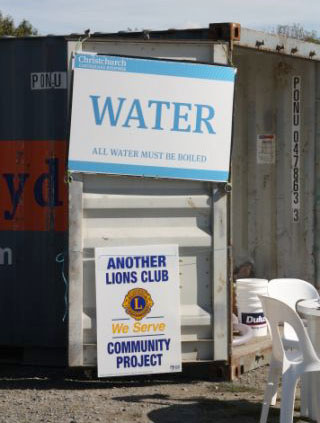 PONU
Christchurch
WATER
ALL WATER MUST BE BOILED
PONU 047863 3
yd
m
ANOTHER
LIONS CLUB
L
We Serve
COMMUNITY
PROJECT
Dulux